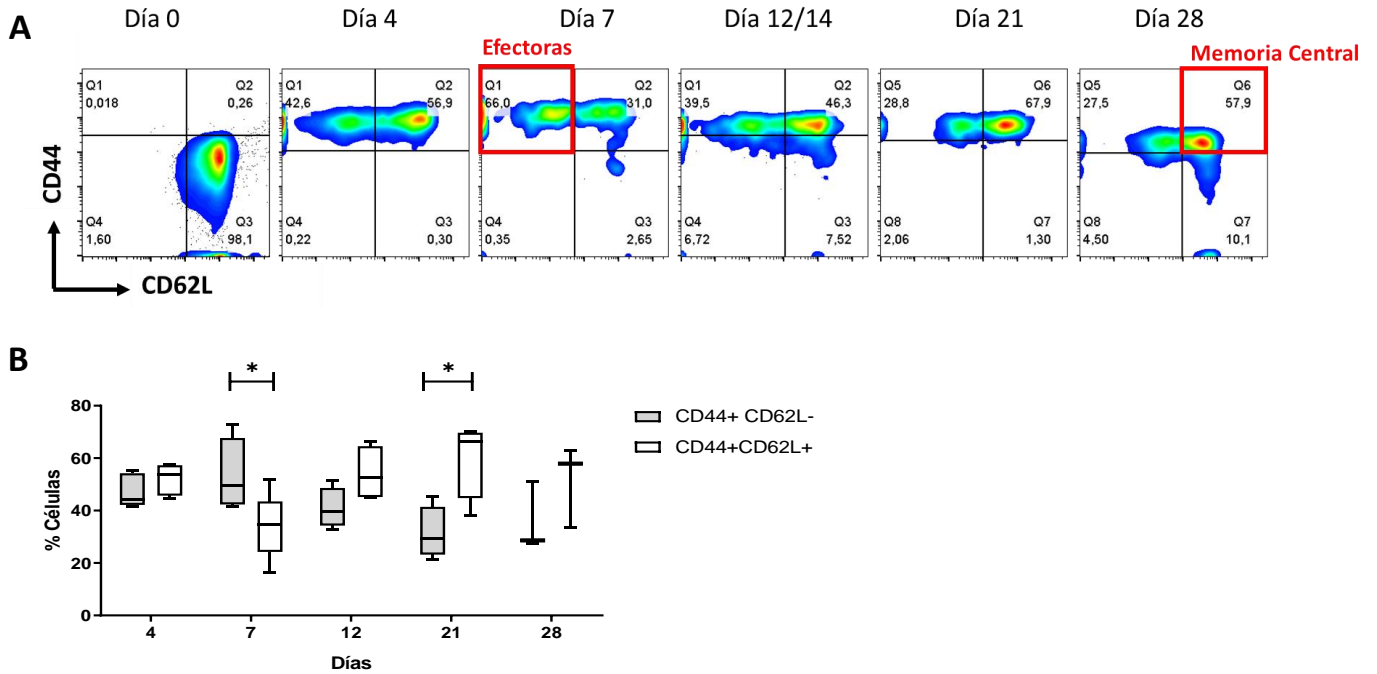 A
Día 0
Día 4
Día 7
Día 12/14
Día 21
Día 28
Efectoras
Memoria Central
Q1
0,018
Q2
0,26
Q4
1,60
Q3
98,1
Q1
42,6
Q2
56,9
Q4
0,22
Q3
0,30
Q1
66,0
Q2
31,0
Q4
0,35
Q3
2,65
Q1
39,5
Q2
46,3
Q4
6,72
Q3
7,52
Q5
28,8
Q6
67,9
Q8
2,06
Q7
1,30
Q5
27,5
Q6
57,9
Q8
4,50
Q7
10,1
CD44
CD62L
B
*
*
80
60
40
20
0
% Células
4
7
12
21
28
Días
CD44+ CD62L-
CD44+CD62L+